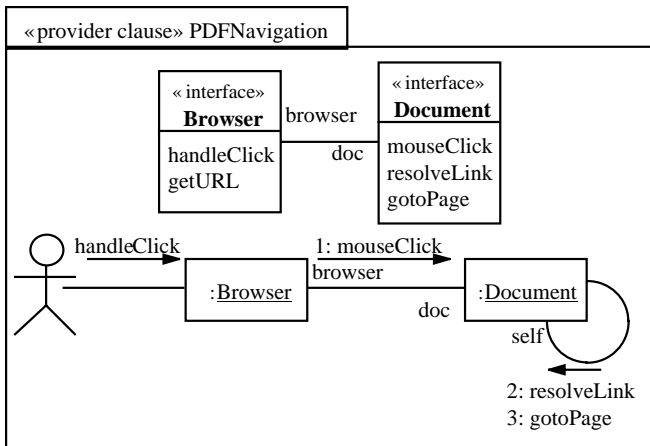 «provider clause» PDFNavigation
«interface»
Browser
handleClick
getURL
browser
doc
«interface»
Document
mouseClick
resolveLink
gotoPage
handleClick
:Browser
1: mouseClick
browser
doc
:Document
self
2: resolveLink
3: gotoPage